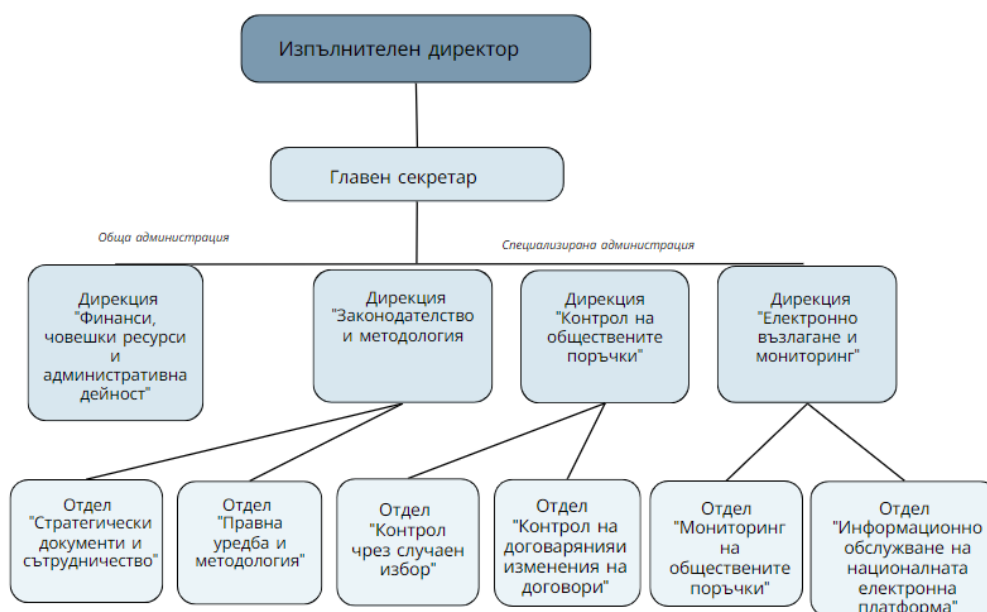 Изпълнителен директор
Главен секретар
Обща администрация
Специализирана администрация
Дирекция
"Финанси,
човешки ресурси
и
административна
дейност"
Дирекция
"Законодателство
и методология
Дирекция
"Контрол на
обществените
поръчки"
Дирекция
"Електронно
възлагане и
мониторинг"
Отдел
"Стратегически
документи и
сътрудничество"
Отдел
"Правна
уредба и
методология"
Отдел
"Контрол
чрез случаен
избор"
Отдел
"Контрол на
договарянияи
изменения на
договори"
Отдел
"Мониторинг
на
обществените
поръчки"
Отдел
"Информационно
обслужване на
националната
електронна
платформа"